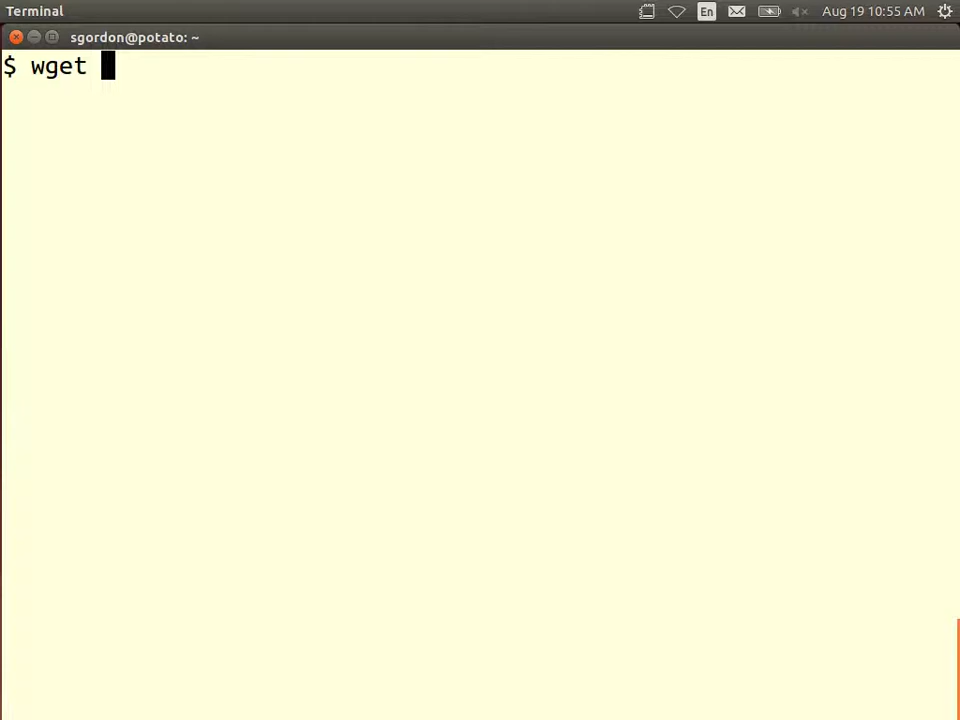 Terminal
En
Aug 19 10:55 AM
sgordon@potato: ~
$ wget